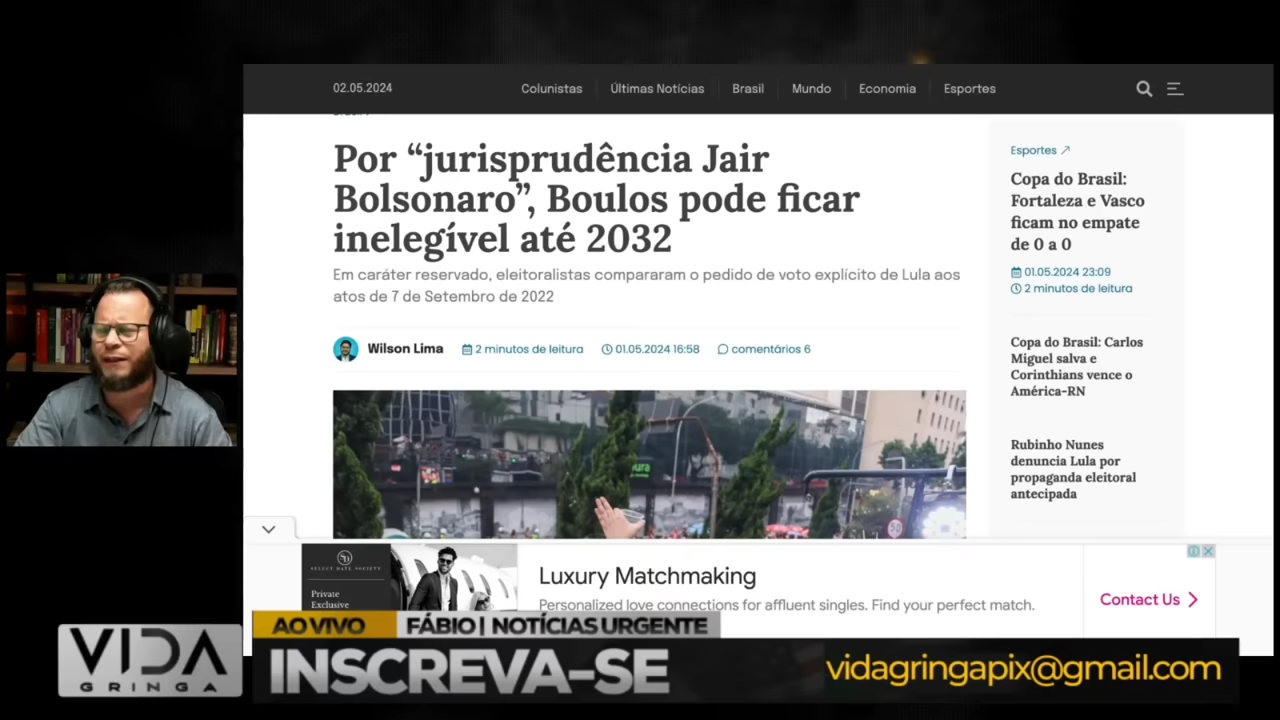 02.05.2024
Colunistas
Últimas Notícias
Brasil
Mundo
Economia
Esportes
Por “jurisprudência Jair
Bolsonaro”, Boulos pode ficar
inelegível até 2032
Em caráter reservado, eleitoralistas compararam o pedido de voto explícito de Lula aos
atos de 7 de Setembro de 2022
Wilson Lima
2 minutos de leitura
01.05.2024 16:58
comentários 6
Esportes
Copa do Brasil:
Fortaleza e Vasco
ficam no empate
de 0 a 0
01.05.2024 23:09
2 minutos de leitura
Copa do Brasil: Carlos
Miguel salva e
Corinthians vence o
América-RN
Rubinho Nunes
denuncia Lula por
propaganda eleitoral
antecipada
SELECT DATE SOCIETY
Private
Exclusive
Luxury Matchmaking
Personalized love connections for affluent singles. Find your perfect match.
Contact Us
AO VIVO
FÁBIO | NOTÍCIAS URGENTE
VIDA
GRINGA
INSCREVA-SE
vidagringapix@gmail.com